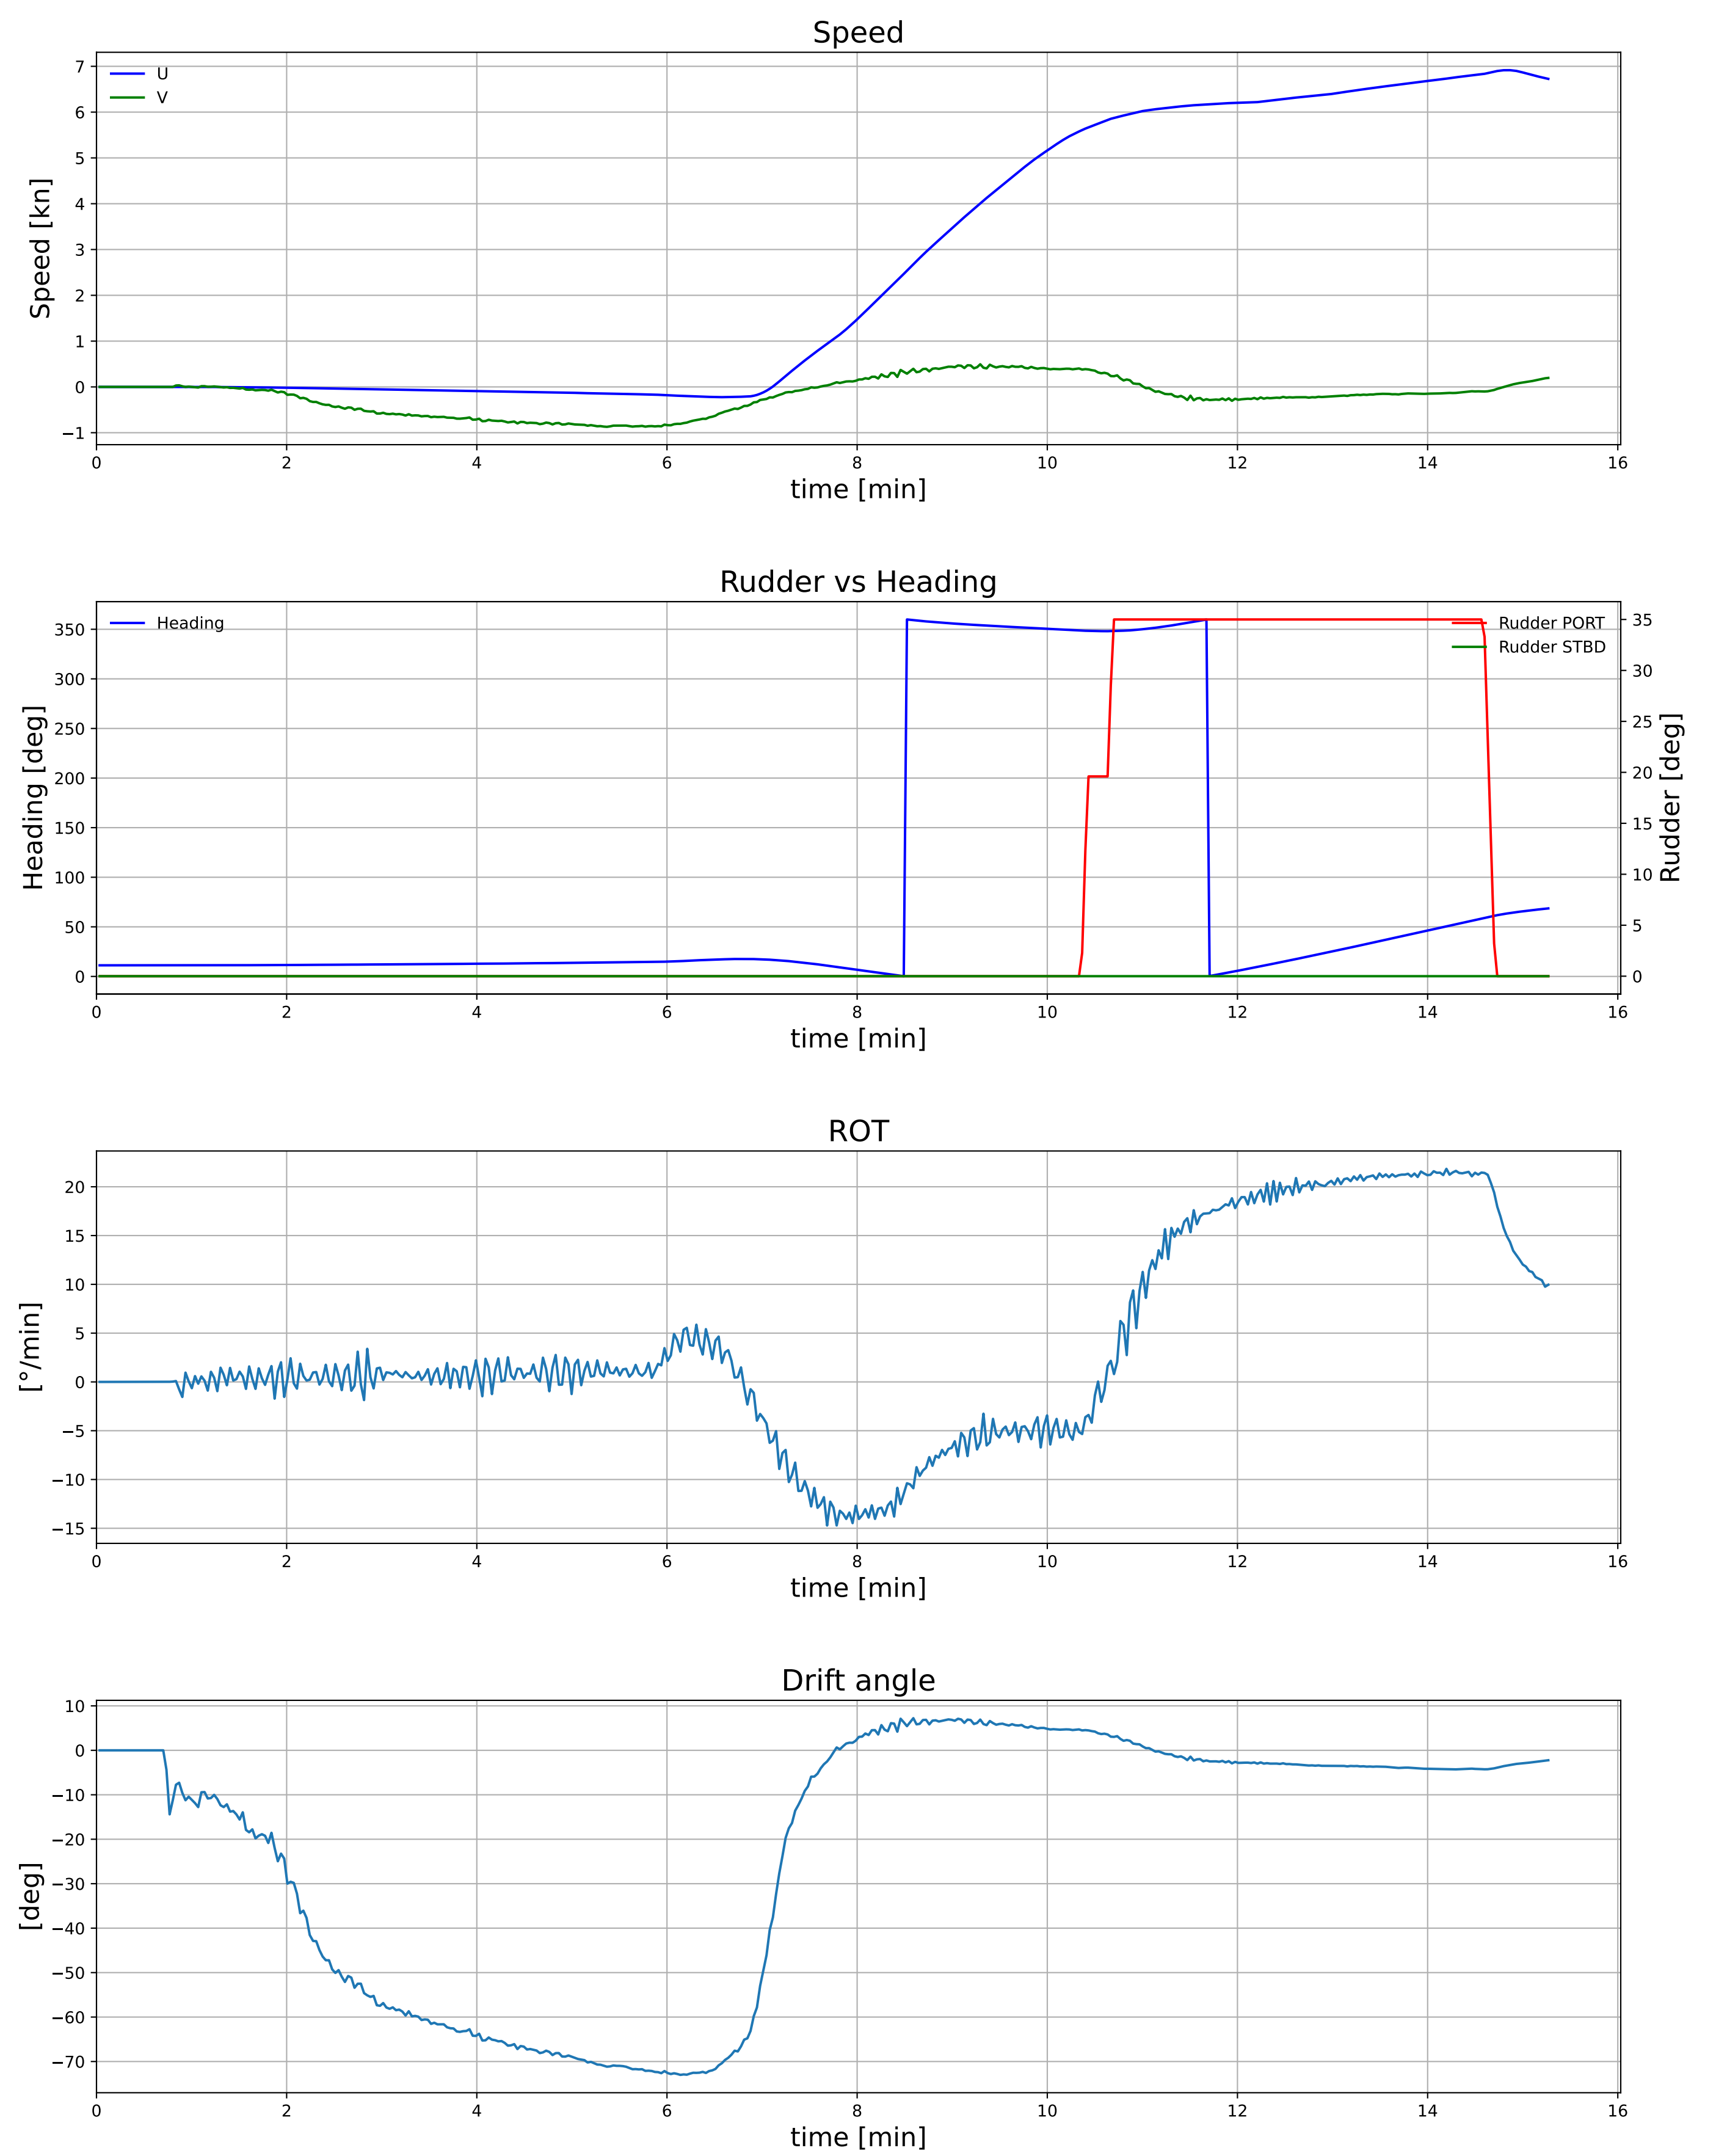 Speed
U
V
7
6
5
4
3
2
1
0
−1
Speed [kn]
0 2 4 6 8 10 12 14 16
time [min]
Rudder vs Heading
Heading
Rudder PORT
Rudder STBD
350
300
250
200
150
100
50
0
Heading [deg]
35
30
25
20
15
10
5
0
Rudder [deg]
0 2 4 6 8 10 12 14 16
time [min]
ROT
20
15
10
5
0
−5
−10
−15
[°/min]
0 2 4 6 8 10 12 14 16
time [min]
Drift angle
10
0
−10
−20
−30
−40
−50
−60
−70
[deg]
0 2 4 6 8 10 12 14 16
time [min]